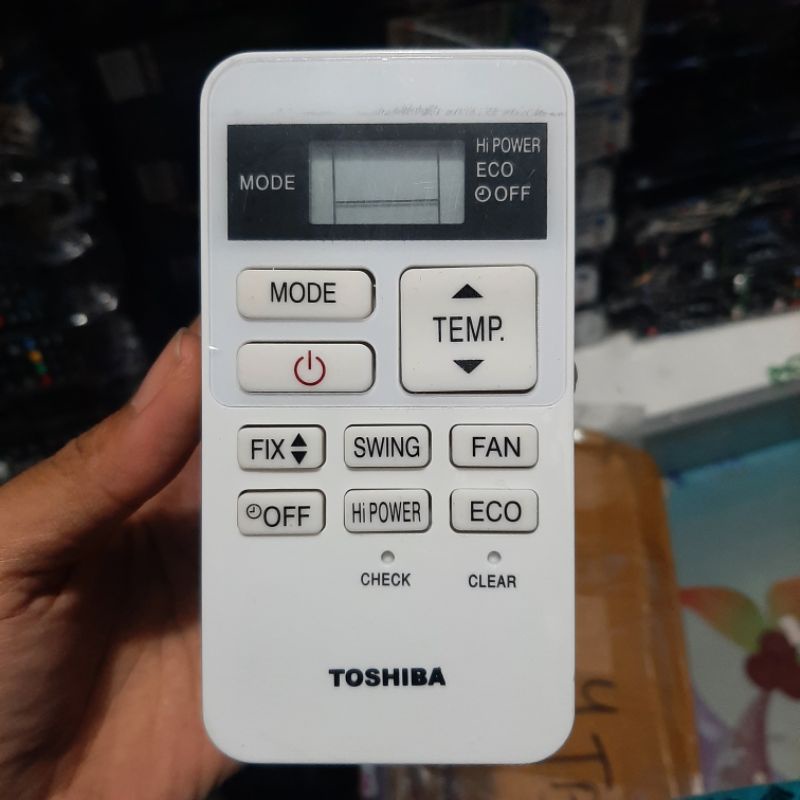 MODE
Hi POWER
ECO
OFF
MODE
TEMP.
FIX
SWING
FAN
OFF
Hi POWER
ECO
CHECK
CLEAR
TOSHIBA